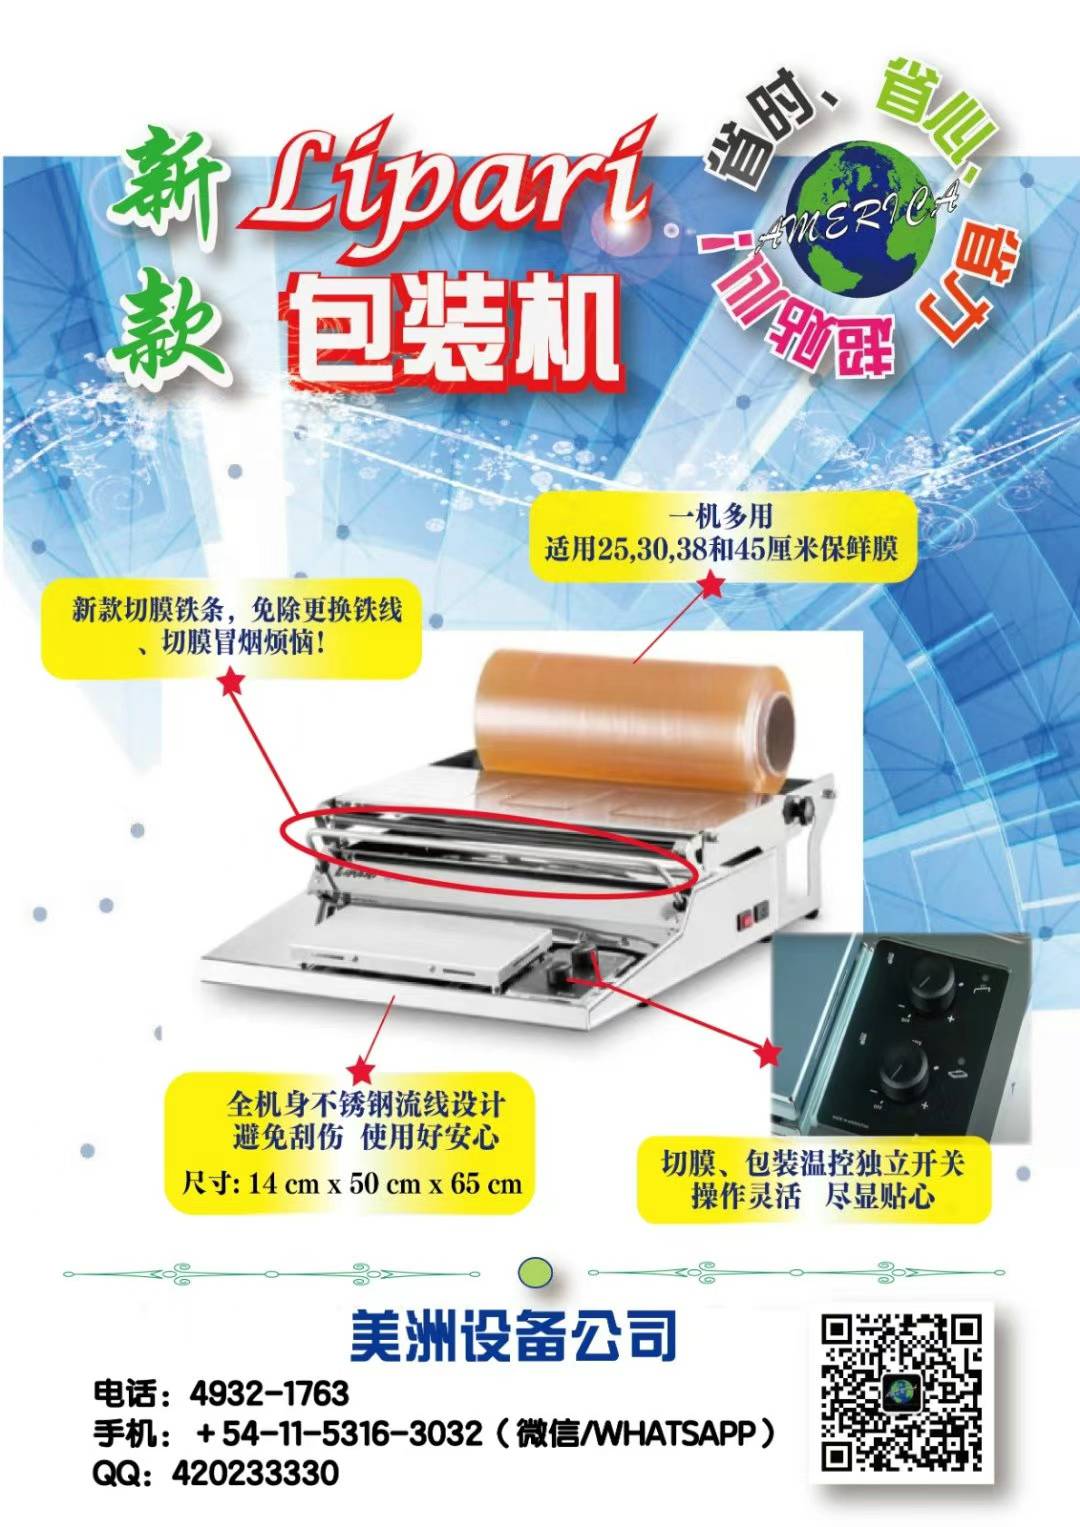 新款
Lipari
包装机
省时、省心、省力
超贴心！
AMERICA
一机多用
适用25,30,38和45厘米保鲜膜
新款切膜铁条，免除更换铁线
、切膜冒烟烦恼！
全机身不锈钢流线设计
避免刮伤 使用好安心
尺寸: 14 cm x 50 cm x 65 cm
切膜、包装温控独立开关
操作灵活 尽显贴心
美洲设备公司
电话：4932-1763
手机：+54-11-5316-3032（微信/WHATSAPP）
QQ：420233330